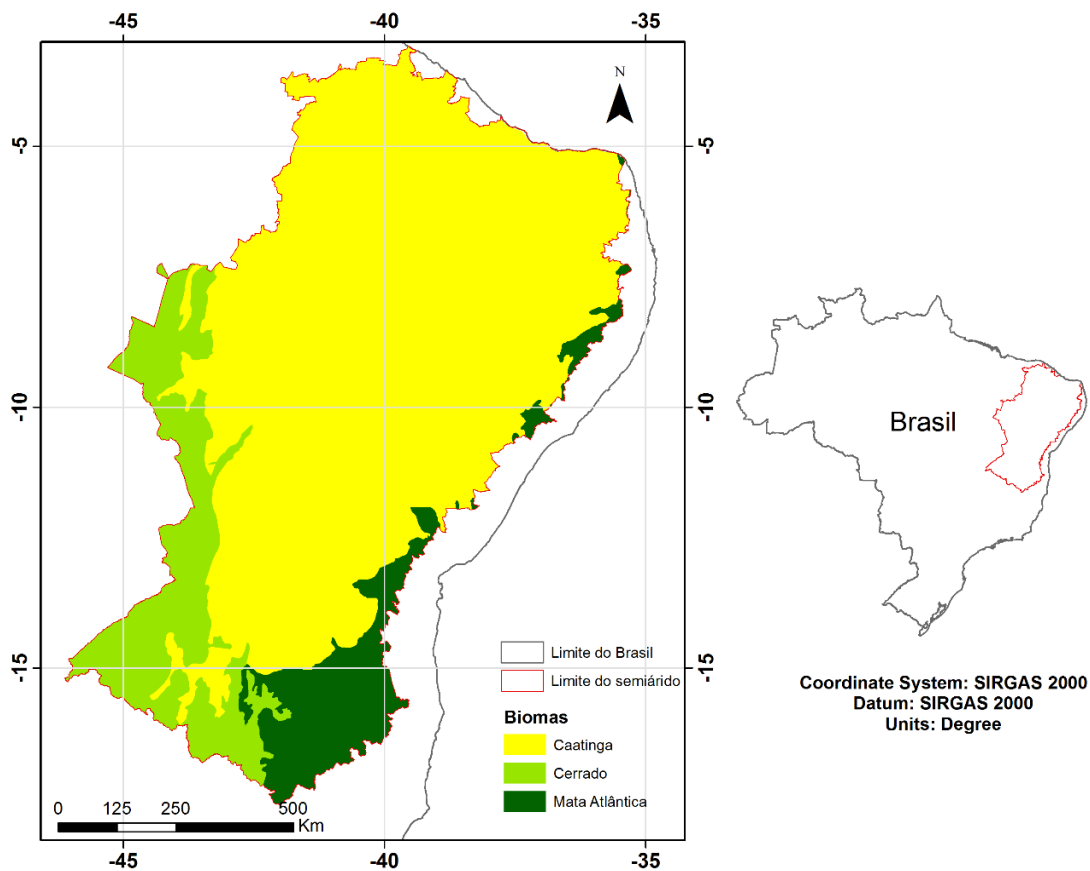 -45
-40
-35
N
-5
-5
-10
-10
-15
-15
Brasil
Limite do Brasil
Limite do semiárido
Biomas
Caatinga
Cerrado
Mata Atlântica
0 125 250 500
Km
-45
-40
-35
Coordinate System: SIRGAS 2000
Datum: SIRGAS 2000
Units: Degree